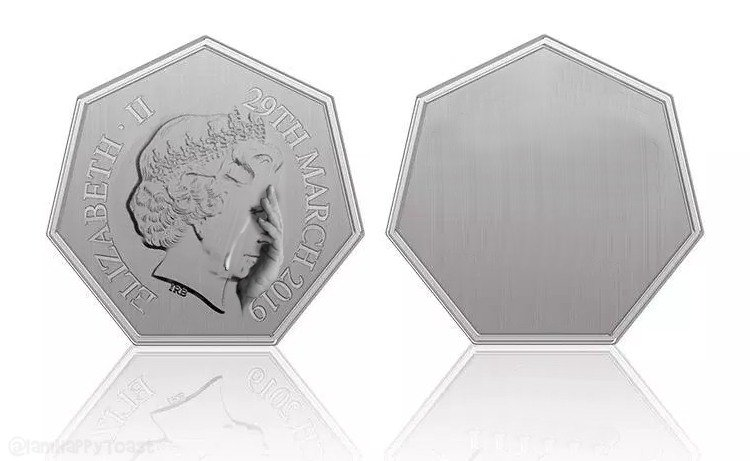 ELIZABETH · II
29TH MARCH 2019
IRB
@IamHappyToast